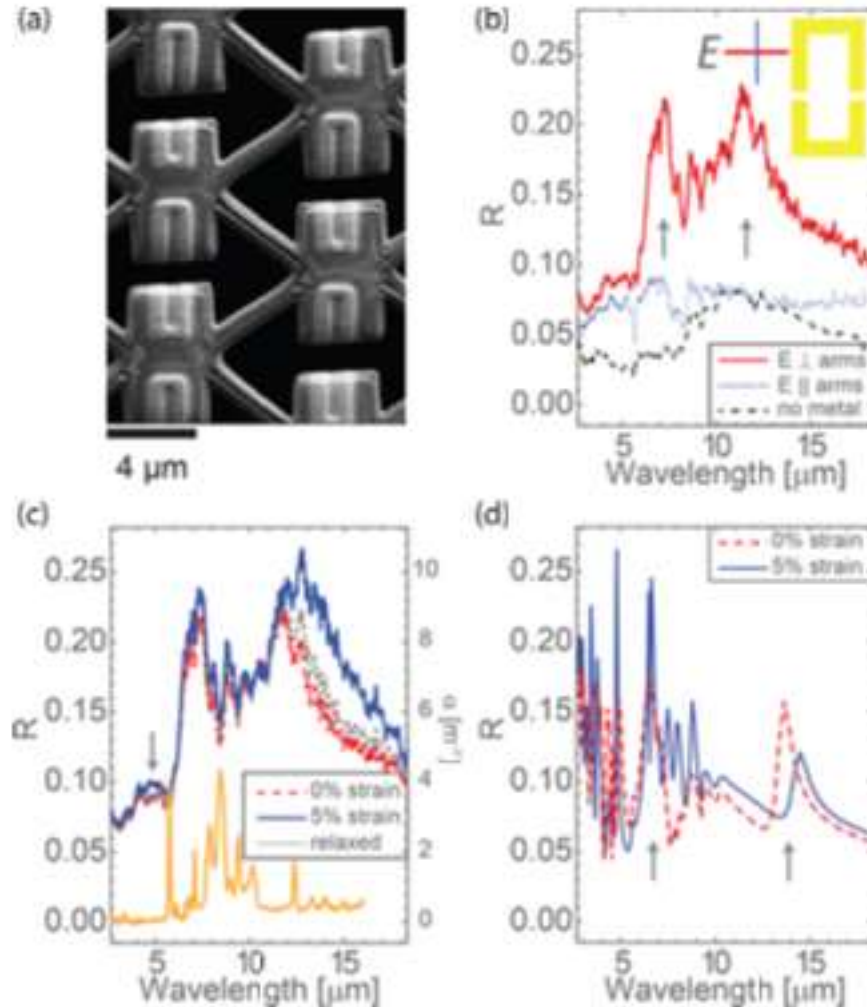 (a)
4 µm
(b)
E
0.25
0.20
0.15
0.10
0.05
0.00
R
E ⊥ arms
E || arms
no metal
5
10
15
Wavelength [µm]
(c)
0.25
0.20
0.15
0.10
0.05
0.00
R
10
8
6
4
2
0
0% strain
5% strain
relaxed
5
10
15
Wavelength [µm]
(d)
0% strain
5% strain
0.25
0.20
0.15
0.10
0.05
0.00
R
5
10
15
Wavelength [µm]